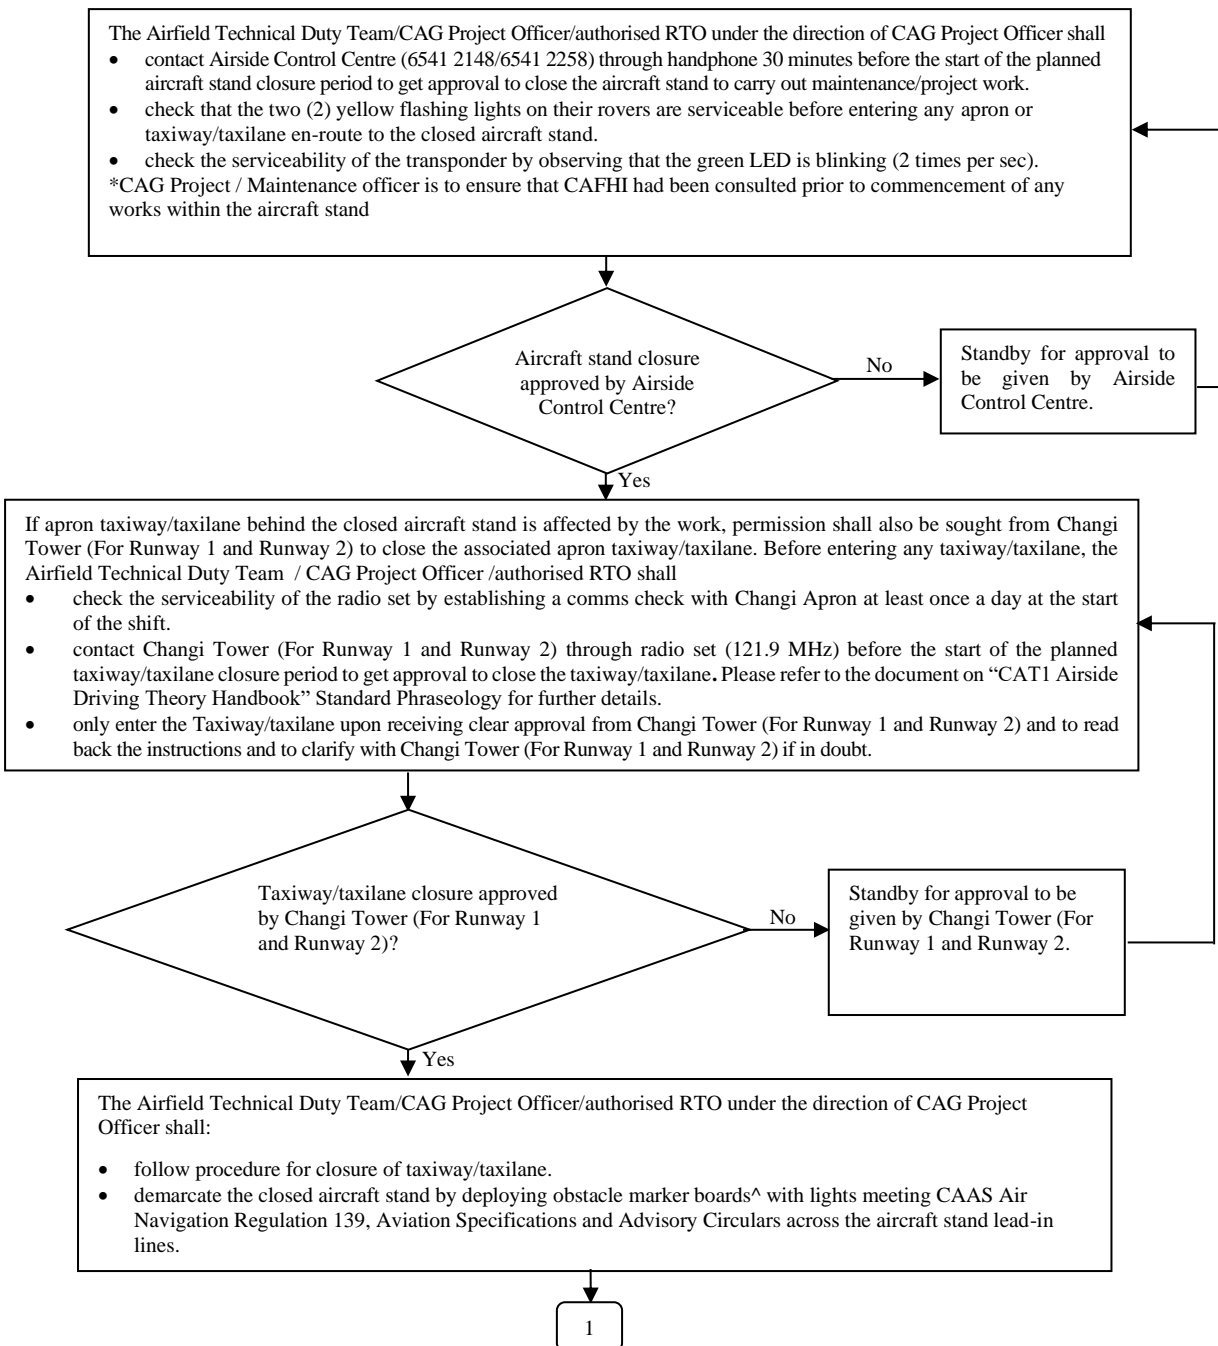 The Airfield Technical Duty Team/CAG Project Officer/authorised RTO under the direction of CAG Project Officer shall
• contact Airside Control Centre (6541 2148/6541 2258) through handphone 30 minutes before the start of the planned
aircraft stand closure period to get approval to close the aircraft stand to carry out maintenance/project work.
• check that the two (2) yellow flashing lights on their rovers are serviceable before entering any apron or
taxiway/taxilane en-route to the closed aircraft stand.
• check the serviceability of the transponder by observing that the green LED is blinking (2 times per sec).
*CAG Project / Maintenance officer is to ensure that CAFHI had been consulted prior to commencement of any
works within the aircraft stand
Aircraft stand closure
approved by Airside
Control Centre?
No
Standby for approval to
be given by Airside
Control Centre.
Yes
If apron taxiway/taxilane behind the closed aircraft stand is affected by the work, permission shall also be sought from Changi
Tower (For Runway 1 and Runway 2) to close the associated apron taxiway/taxilane. Before entering any taxiway/taxilane, the
Airfield Technical Duty Team / CAG Project Officer /authorised RTO shall
• check the serviceability of the radio set by establishing a comms check with Changi Apron at least once a day at the start
of the shift.
• contact Changi Tower (For Runway 1 and Runway 2) through radio set (121.9 MHz) before the start of the planned
taxiway/taxilane closure period to get approval to close the taxiway/taxilane. Please refer to the document on “CAT1 Airside
Driving Theory Handbook” Standard Phraseology for further details.
• only enter the Taxiway/taxilane upon receiving clear approval from Changi Tower (For Runway 1 and Runway 2) and to read
back the instructions and to clarify with Changi Tower (For Runway 1 and Runway 2) if in doubt.
Taxiway/taxilane closure approved
by Changi Tower (For Runway 1
and Runway 2)?
No
Standby for approval to be
given by Changi Tower (For
Runway 1 and Runway 2.
Yes
The Airfield Technical Duty Team/CAG Project Officer/authorised RTO under the direction of CAG Project
Officer shall:
• follow procedure for closure of taxiway/taxilane.
• demarcate the closed aircraft stand by deploying obstacle marker boards^ with lights meeting CAAS Air
Navigation Regulation 139, Aviation Specifications and Advisory Circulars across the aircraft stand lead-in
lines.
1